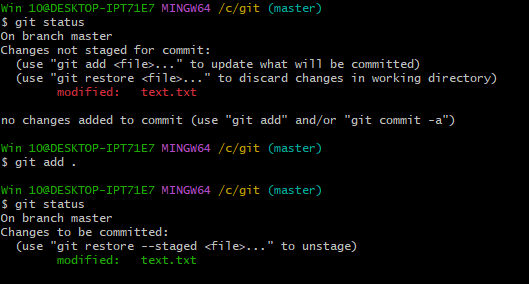 Win 10@DESKTOP-IPT71E7 MINGW64 /c/git (master)
$ git status
On branch master
Changes not staged for commit:
  (use "git add <file>..." to update what will be committed)
  (use "git restore <file>..." to discard changes in working directory)
        modified:   text.txt

no changes added to commit (use "git add" and/or "git commit -a")

Win 10@DESKTOP-IPT71E7 MINGW64 /c/git (master)
$ git add .

Win 10@DESKTOP-IPT71E7 MINGW64 /c/git (master)
$ git status
On branch master
Changes to be committed:
  (use "git restore --staged <file>..." to unstage)
        modified:   text.txt